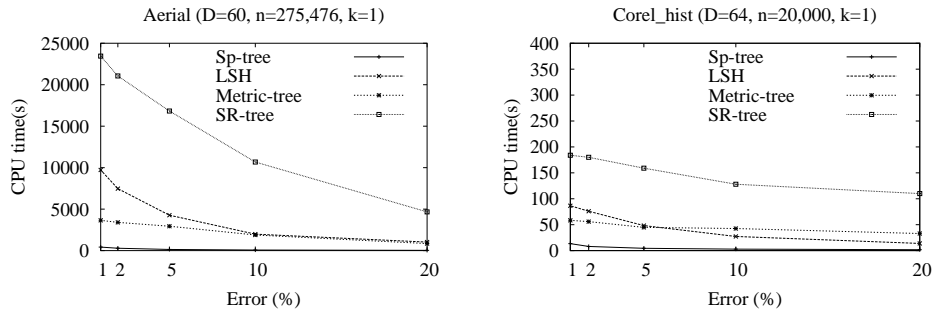 Aerial (D=60, n=275,476, k=1)
25000
20000
15000
10000
5000
0
CPU time(s)
Sp-tree
LSH
Metric-tree
SR-tree
1 2 5 10 20
Error (%)
Corel_hist (D=64, n=20,000, k=1)
400
350
300
250
200
150
100
50
0
CPU time(s)
Sp-tree
LSH
Metric-tree
SR-tree
1 2 5 10 20
Error (%)